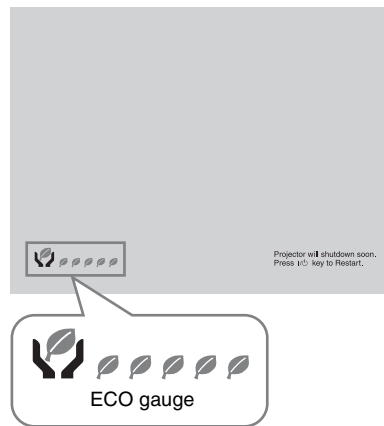 Projector will shutdown soon.
Press I/⏻ key to Restart.
ECO gauge